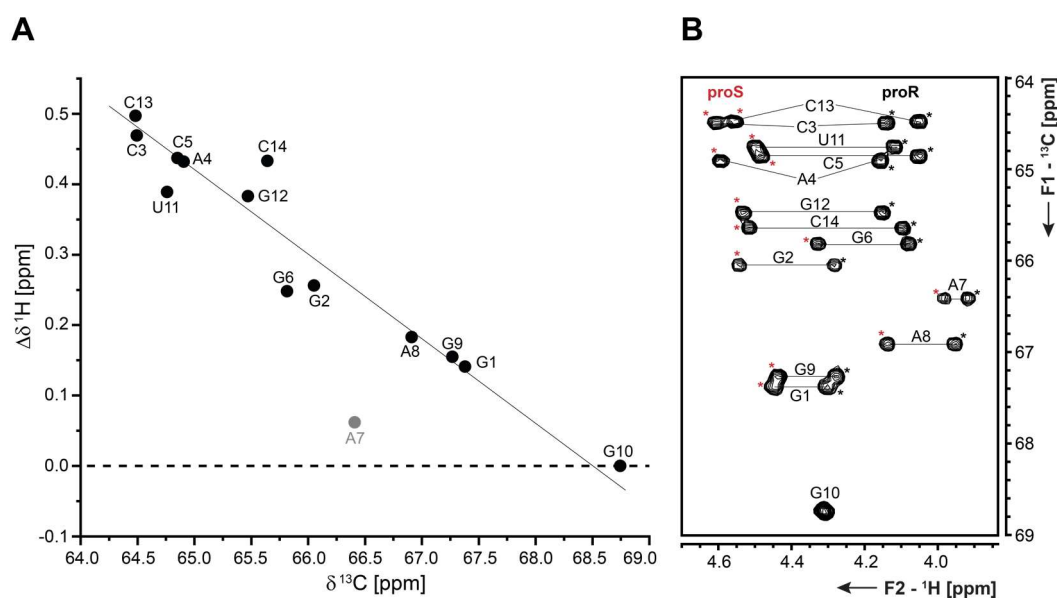 A
B
Δδ ¹H [ppm]
0.5
0.4
0.3
0.2
0.1
0.0
-0.1
C13
C3
C5
A4
C14
U11
G12
G6
G2
A8
G9
G1
A7
G10
64.0
64.5
65.0
65.5
66.0
66.5
67.0
67.5
68.0
68.5
69.0
δ ¹³C [ppm]
proS
proR
* * C13 *
C3 *
* U11 *
* C5 *
* A4 *
* G12 *
* C14 *
* G6 *
* G2 *
* A7 *
* A8 *
* G9 *
* G1 *
G10
64
65
66
67
68
69
F1 - ¹³C [ppm]
4.6
4.4
4.2
4.0
F2 - ¹H [ppm]